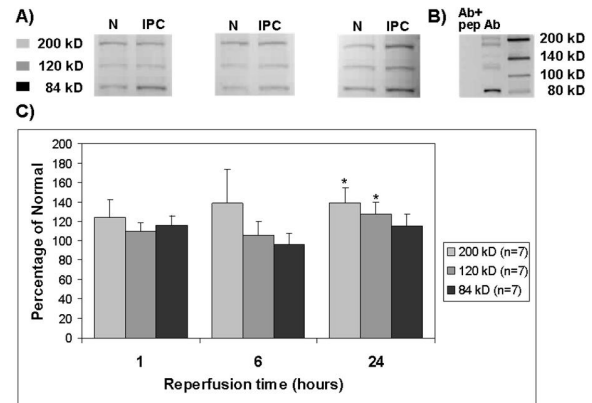 A)
N IPC N IPC N IPC
200 kD
120 kD
84 kD
B)
Ab+
pep Ab
200 kD
140 kD
100 kD
80 kD
C)
200
180
160
140
120
100
80
60
40
20
0
Percentage of Normal
* *
1 6 24
Reperfusion time (hours)
200 kD (n=7)
120 kD (n=7)
84 kD (n=7)